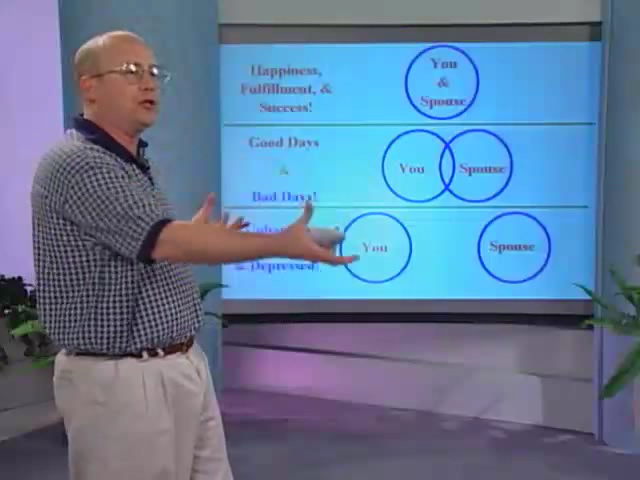 Happiness,
Fulfillment, &
Success!
You
&
Spouse
Good Days
&
Bad Days!
You
Spouse
& Depressed!
You
Spouse